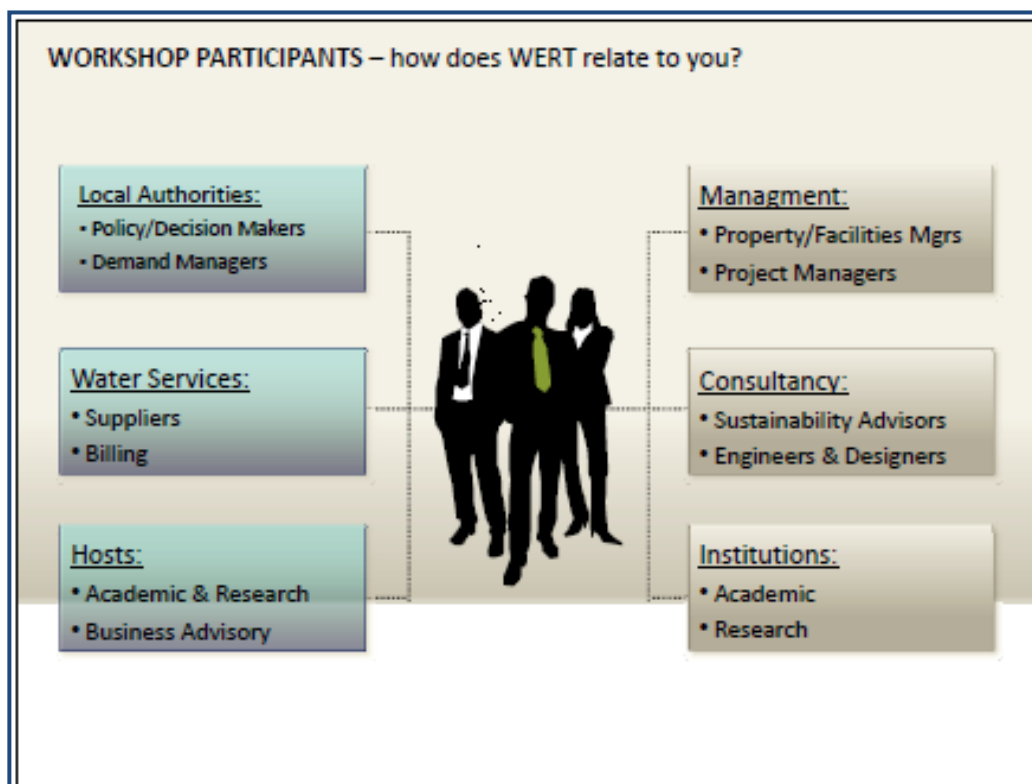 WORKSHOP PARTICIPANTS – how does WERT relate to you?
Local Authorities:
• Policy/Decision Makers
• Demand Managers
Water Services:
• Suppliers
• Billing
Hosts:
• Academic & Research
• Business Advisory
Managment:
• Property/Facilities Mgrs
• Project Managers
Consultancy:
• Sustainability Advisors
• Engineers & Designers
Institutions:
• Academic
• Research